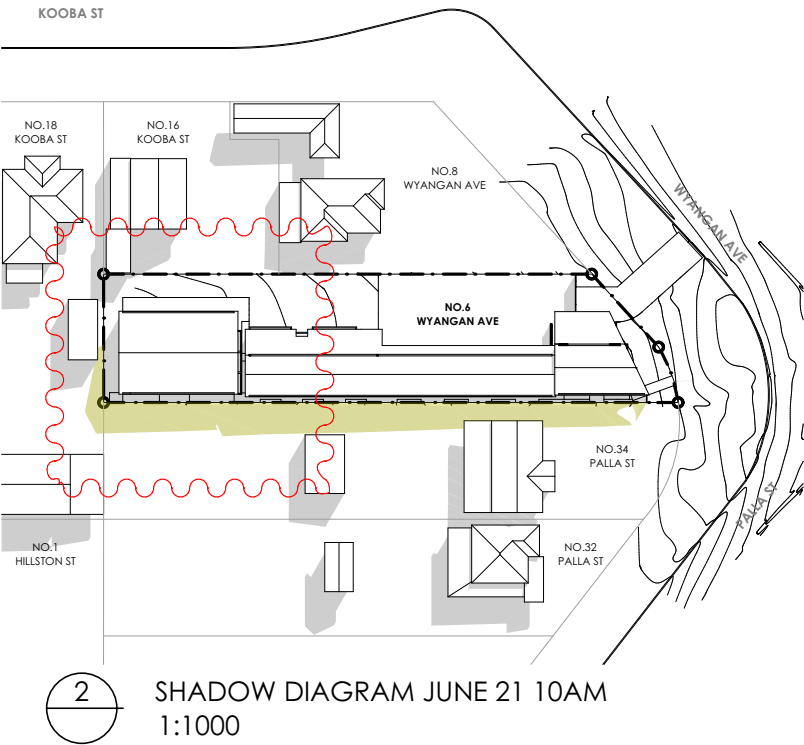 KOOBA ST
NO.18
KOOBA ST
NO.16
KOOBA ST
NO.8
WYANGAN AVE
WYANGAN AVE
NO.6
WYANGAN AVE
NO.34
PALLA ST
PALLA ST
NO.1
HILLSTON ST
NO.32
PALLA ST
2
SHADOW DIAGRAM JUNE 21 10AM
1:1000